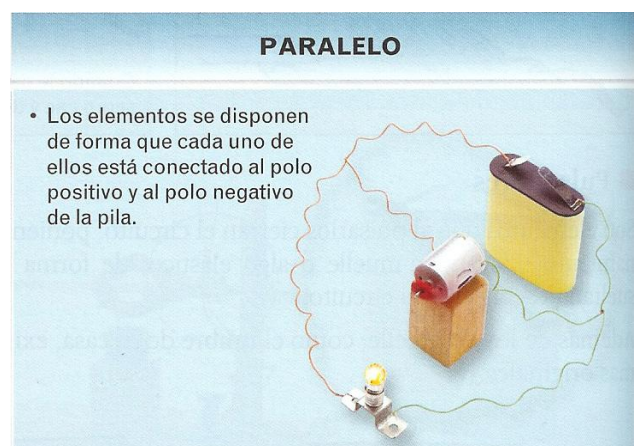 PARALELO
• Los elementos se disponen
de forma que cada uno de
ellos está conectado al polo
positivo y al polo negativo
de la pila.